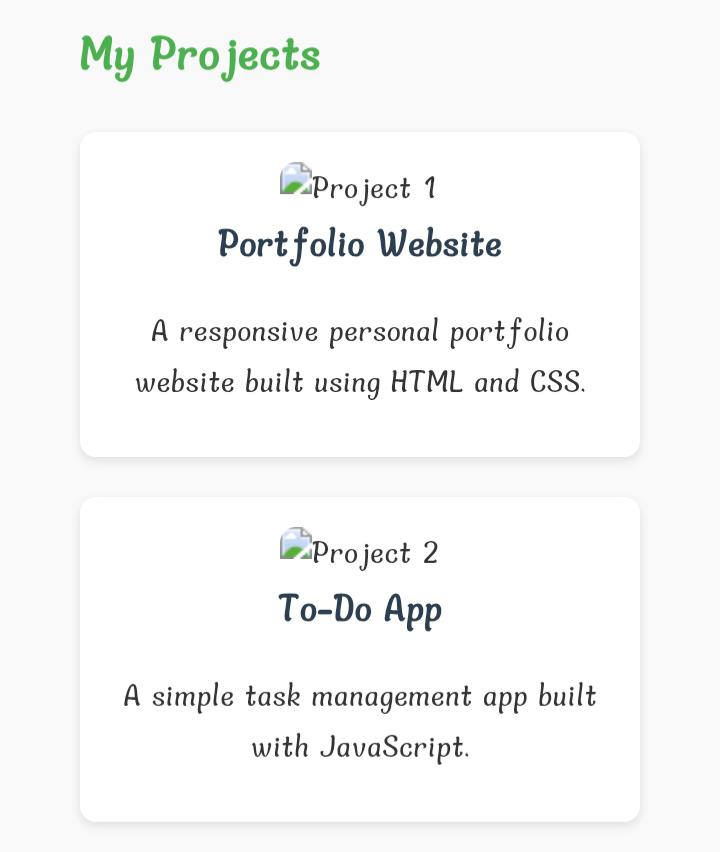 My Projects
Project 1
Portfolio Website
A responsive personal portfolio
website built using HTML and CSS.
Project 2
To-Do App
A simple task management app built
with JavaScript.